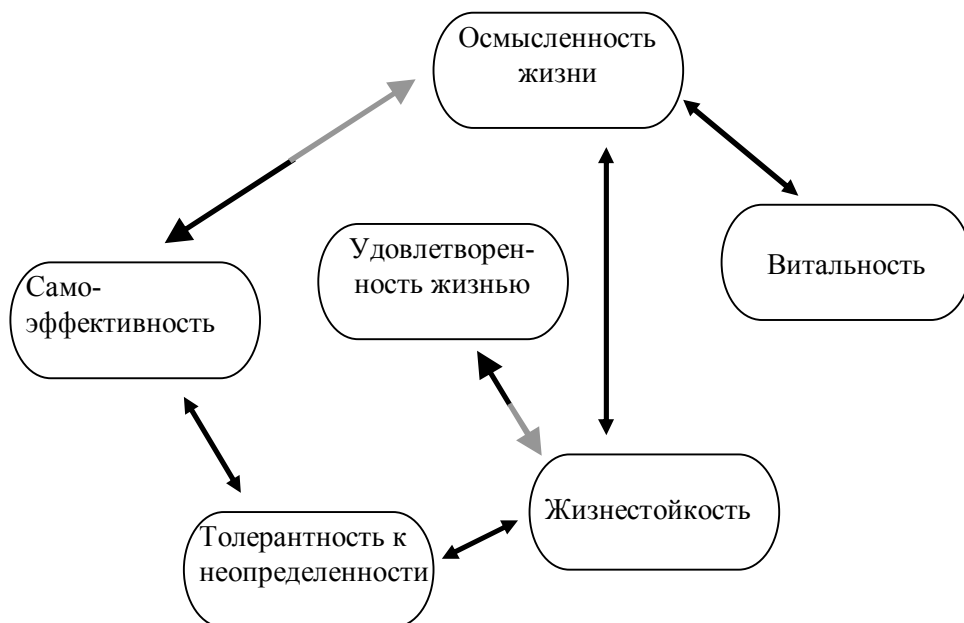 Осмысленность
жизни
Удовлетворен-
ность жизнью
Витальность
Само-
эффективность
Жизнестойкость
Толерантность к
неопределенности